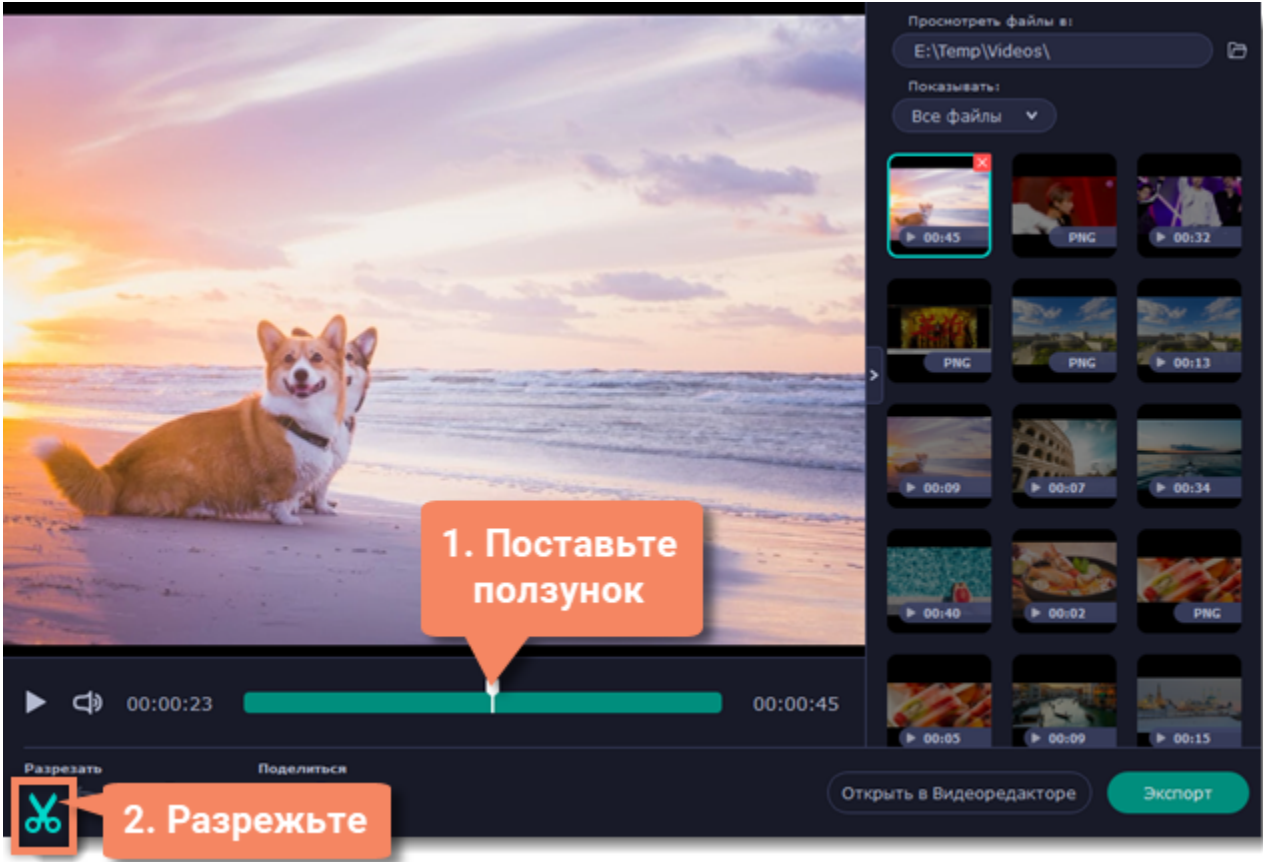 Просмотреть файлы в:
E:\Temp\Videos\
Показывать:
Все файлы
00:45
PNG
00:32
PNG
PNG
00:13
00:09
00:07
00:34
00:40
00:02
PNG
00:05
00:09
00:15
1. Поставьте
ползунок
00:00:23
00:00:45
Разрезать
Поделиться
2. Разрежьте
Открыть в Видеоредакторе
Экспорт